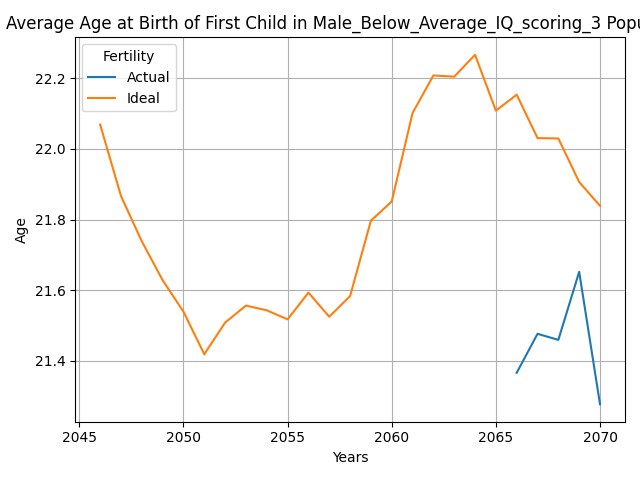 Average Age at Birth of First Child in Male_Below_Average_IQ_scoring_3
Fertility
Actual
Ideal
22.2
22.0
21.8
21.6
21.4
Age
2045 2050 2055 2060 2065 2070
Years